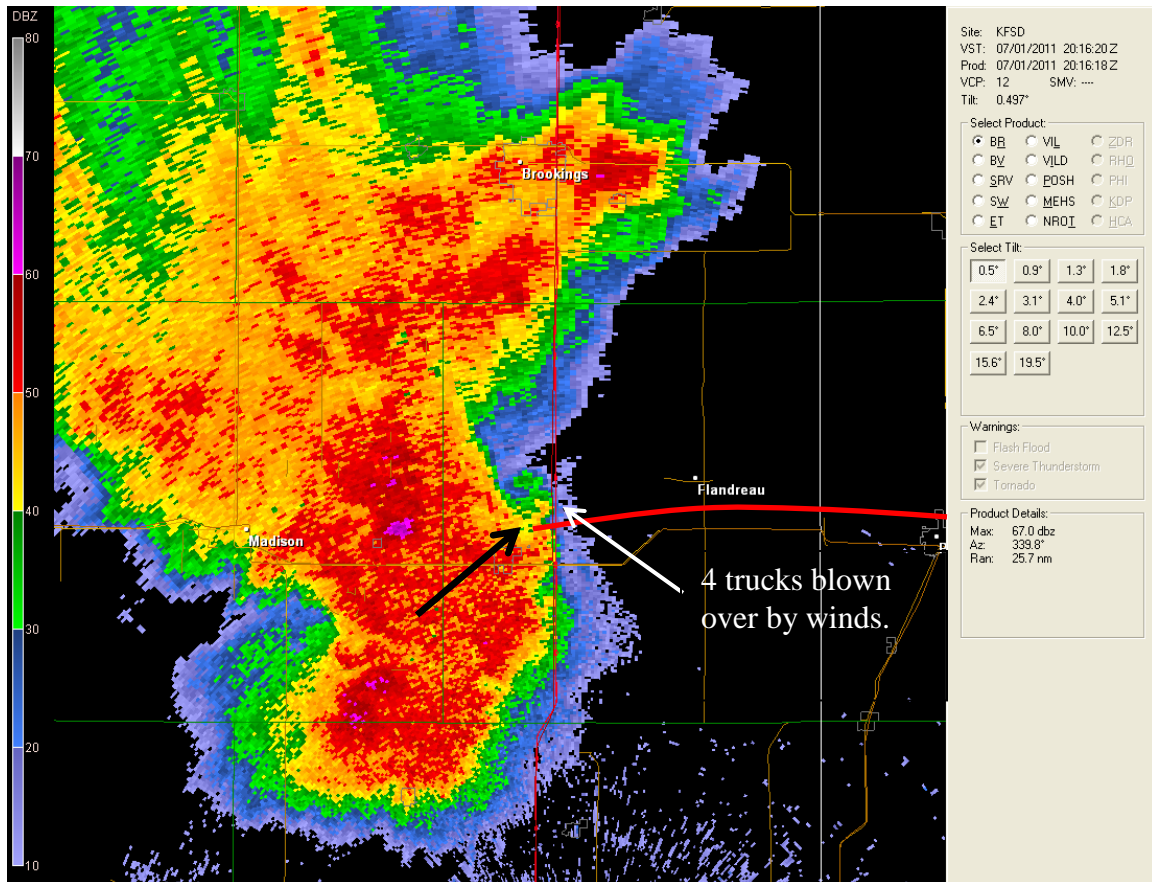 DBZ
80
70
60
50
40
30
20
10
Brookings
Flandreau
Madison
4 trucks blown
over by winds.
Site: KFSD
VST: 07/01/2011 20:16:20 Z
Prod: 07/01/2011 20:16:18 Z
VCP: 12 SMV: ----
Tilt: 0.497°
Select Product:
BR VIL ZDR
BV VILD RHO
SRV POSH PHI
SW MEHS KDP
ET NROT HCA
Select Tilt:
0.5° 0.9° 1.3° 1.8°
2.4° 3.1° 4.0° 5.1°
6.5° 8.0° 10.0° 12.5°
15.6° 19.5°
Warnings:
Flash Flood
Severe Thunderstorm
Tornado
Product Details:
Max: 67.0 dbz
Az: 339.8°
Ran: 25.7 nm